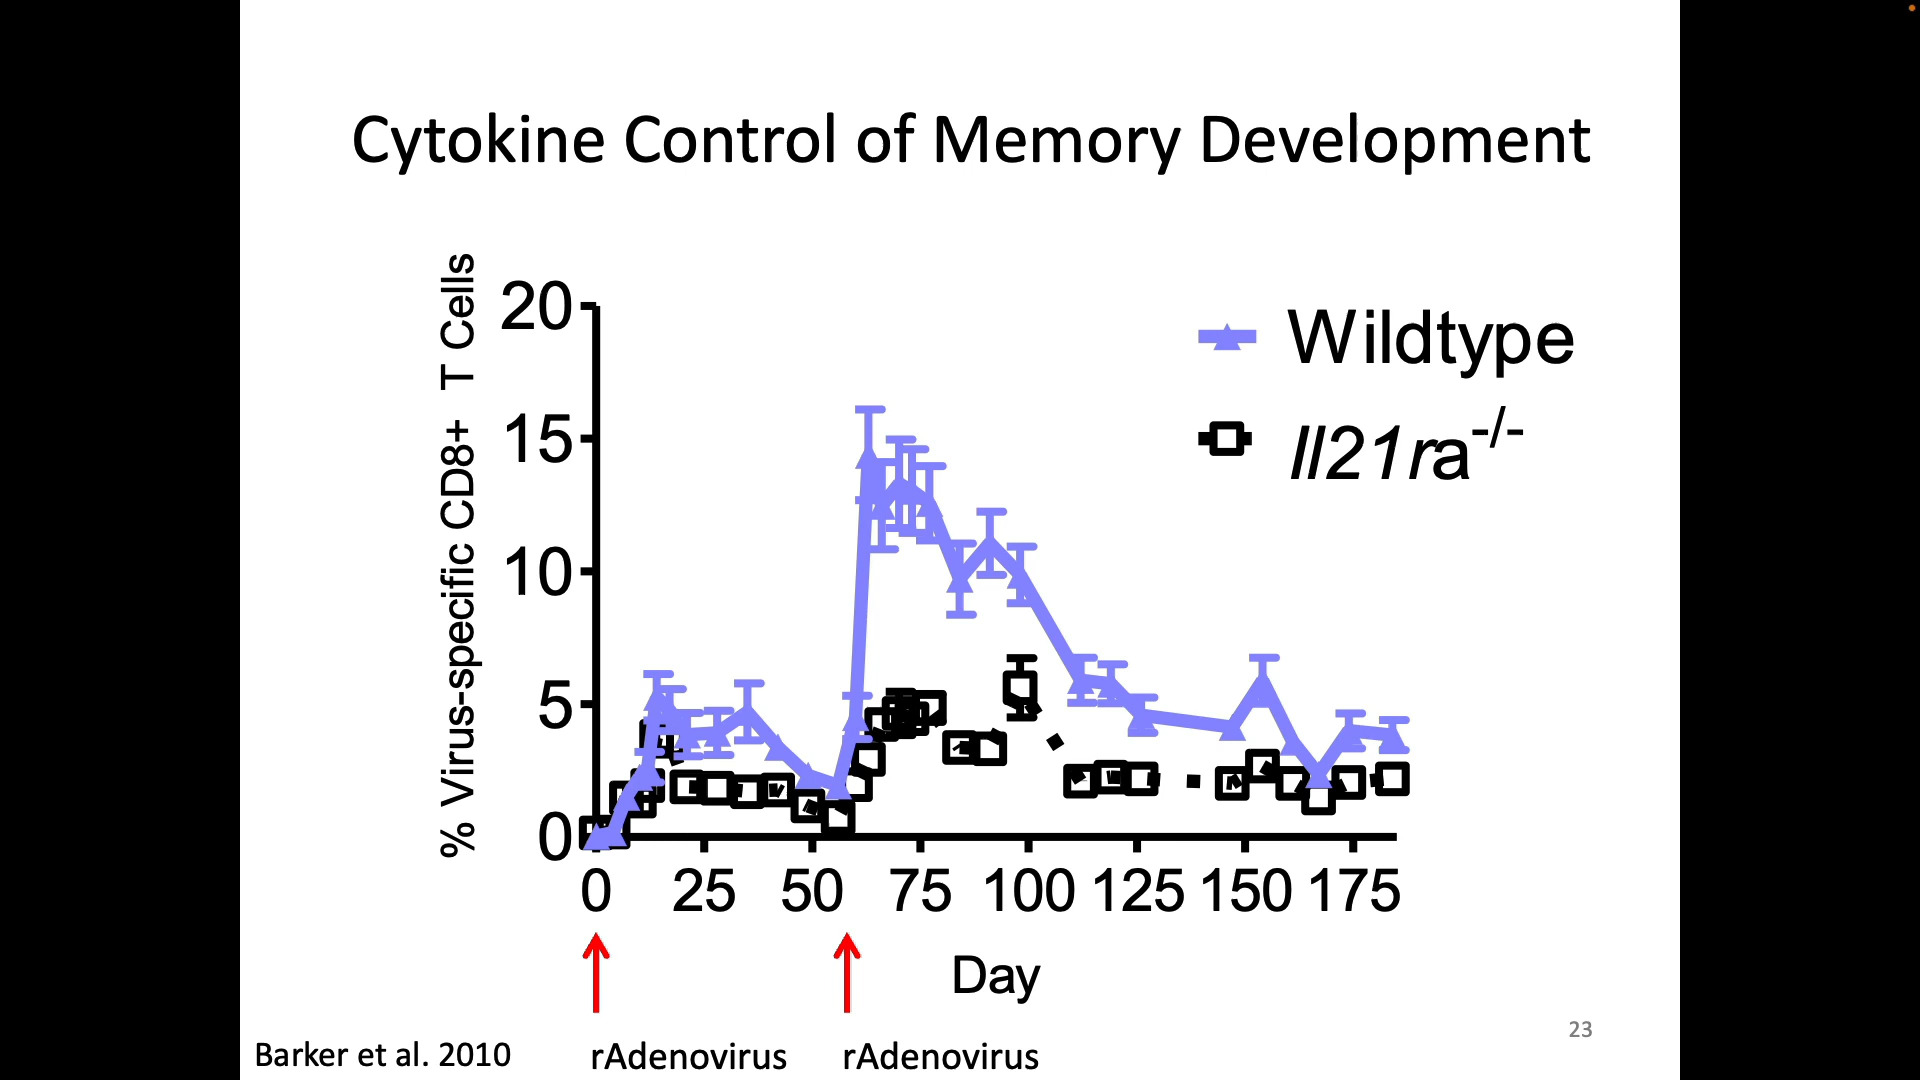 Cytokine Control of Memory Development
% Virus-specific CD8+ T Cells
20
15
10
5
0
Wildtype
Il21ra-/-
0 25 50 75 100 125 150 175
Day
rAdenovirus rAdenovirus
Barker et al. 2010
23